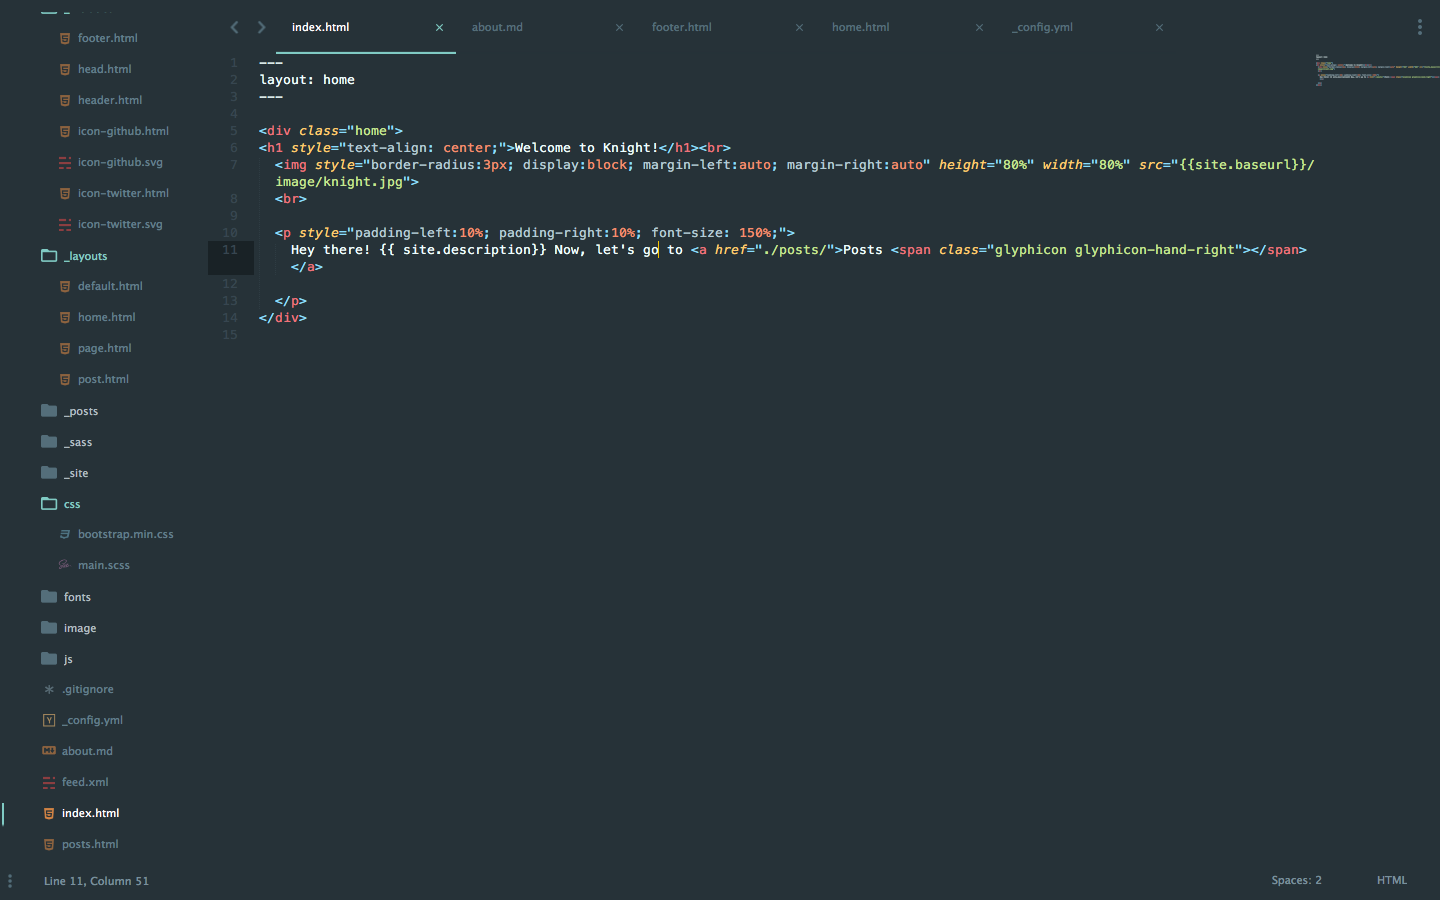 footer.html
head.html
header.html
icon-github.html
icon-github.svg
icon-twitter.html
icon-twitter.svg
_layouts
default.html
home.html
page.html
post.html
_posts
_sass
_site
css
bootstrap.min.css
main.scss
fonts
image
js
.gitignore
_config.yml
about.md
feed.xml
index.html
posts.html
index.html × about.md × footer.html × home.html × _config.yml ×
1 ---
2 layout: home
3 ---
4
5 <div class="home">
6 <h1 style="text-align: center;">Welcome to Knight!</h1><br>
7 <img style="border-radius:3px; display:block; margin-left:auto; margin-right:auto" height="80%" width="80%" src="{{site.baseurl}}/
image/knight.jpg">
8 <br>
9
10 <p style="padding-left:10%; padding-right:10%; font-size: 150%;">
11 Hey there! {{ site.description}} Now, let's go to <a href="./posts/">Posts <span class="glyphicon glyphicon-hand-right"></span>
</a>
12
13 </p>
14 </div>
15
Line 11, Column 51
Spaces: 2
HTML